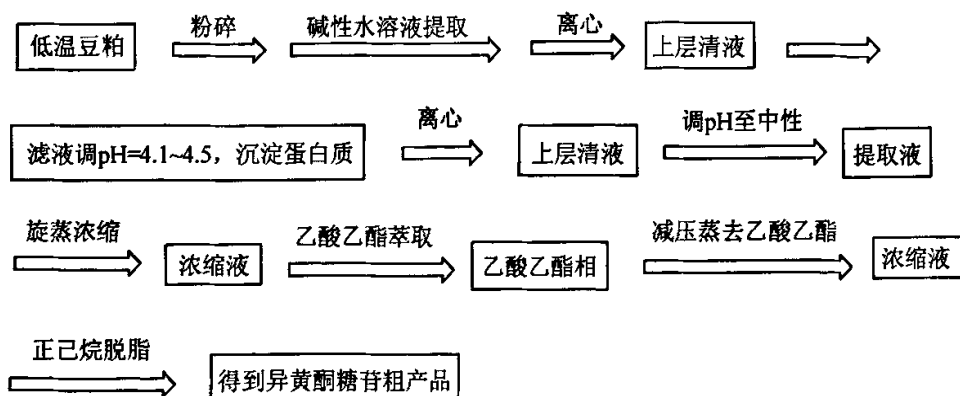 粉碎 碱性水溶液提取 离心
低温豆粕 上层清液
离心 调pH至中性
滤液调pH=4.1~4.5，沉淀蛋白质 上层清液 提取液
旋蒸浓缩 乙酸乙酯萃取 减压蒸去乙酸乙酯
浓缩液 乙酸乙酯相 浓缩液
正己烷脱脂
得到异黄酮糖苷粗产品